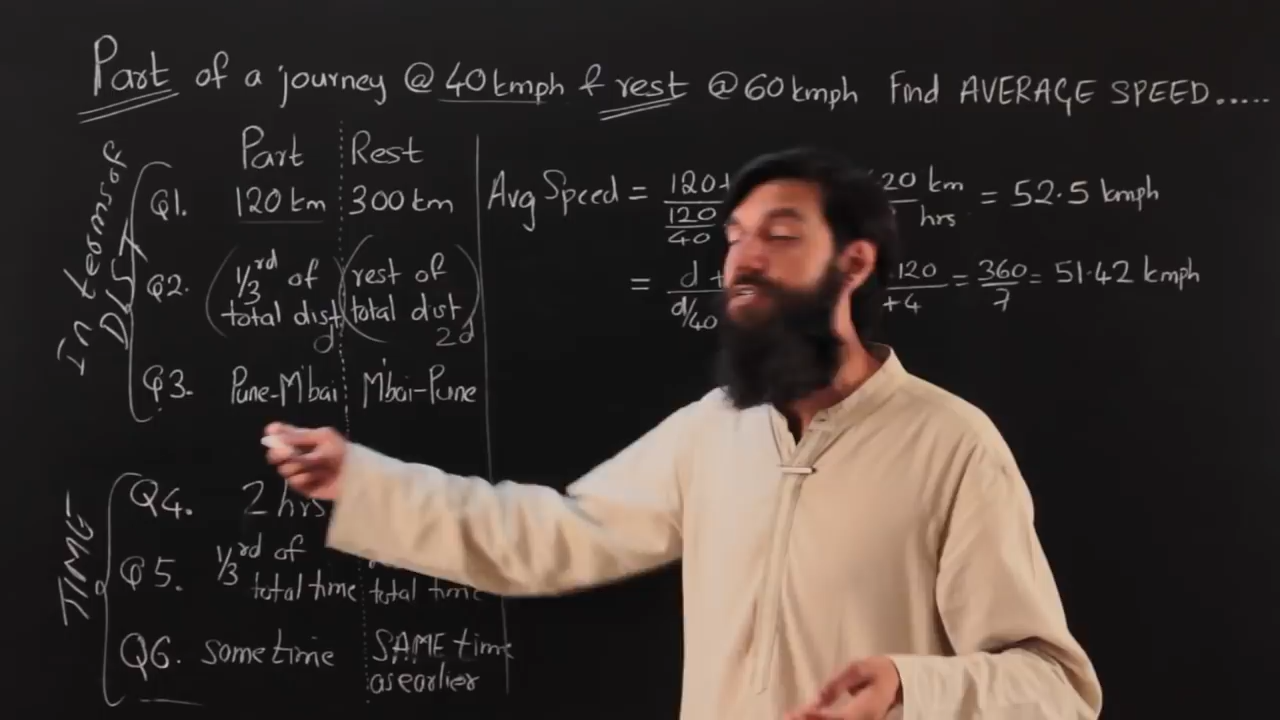 Part of a journey @ 40 kmph & rest @ 60 kmph Find AVERAGE SPEED.....
In terms of DIST
Part Rest
Q1. 120 km 300 km
Avg Speed = 120+ 20 km = 52.5 kmph
120 hrs
40
Q2. 1/3rd of rest of
total dist total dist
d 2d
= d + 120 = 360 = 51.42 kmph
d/40 +4 7
Q3. Pune-M'bai M'bai-Pune
TIME
Q4. 2 hrs
Q5. 1/3rd of
total time total time
Q6. some time SAME time
as earlier